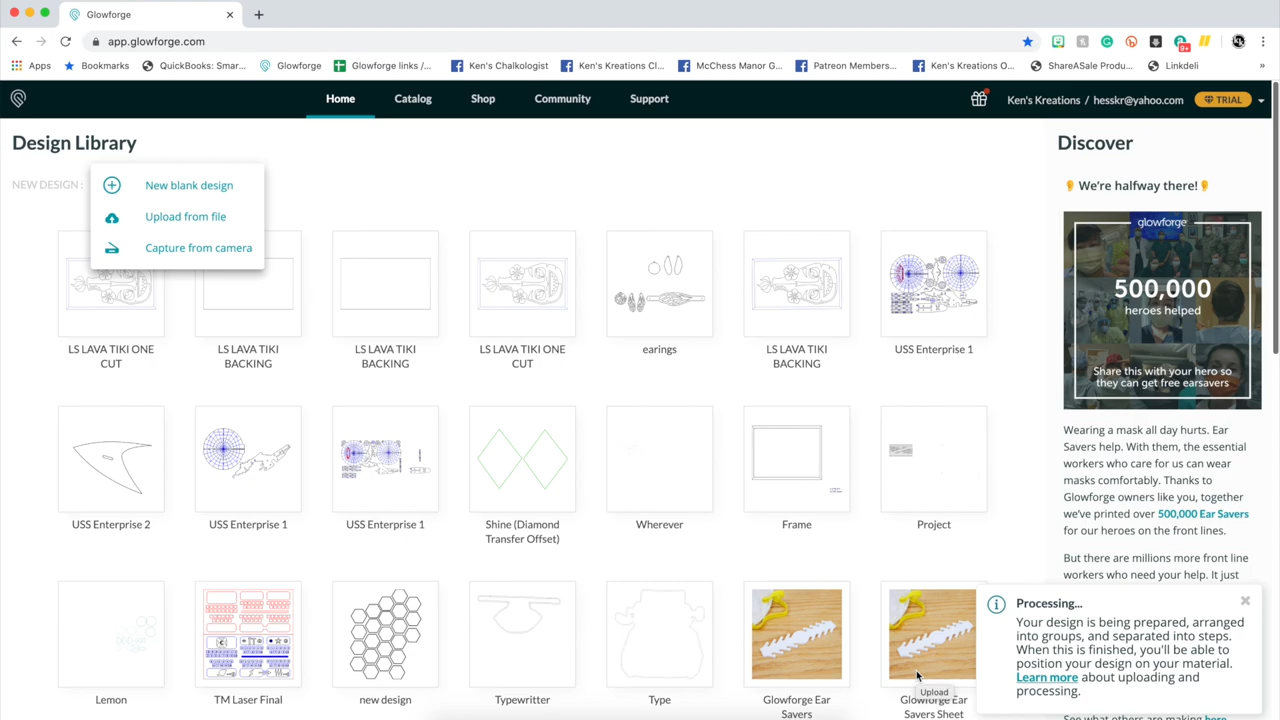 Glowforge
app.glowforge.com
9+
Apps
Bookmarks
QuickBooks: Smar...
Glowforge
Glowforge links /...
Ken's Chalkologist
Ken's Kreations Cl...
McChess Manor G...
Patreon Members...
Ken's Kreations O...
ShareASale Produ...
Linkdeli
»
Home
Catalog
Shop
Community
Support
Ken's Kreations / hesskr@yahoo.com
TRIAL
Design Library
NEW DESIGN :
New blank design
Upload from file
Capture from camera
LS LAVA TIKI ONE
CUT
LS LAVA TIKI
BACKING
LS LAVA TIKI
BACKING
LS LAVA TIKI ONE
CUT
earings
LS LAVA TIKI
BACKING
USS Enterprise 1
USS Enterprise 2
USS Enterprise 1
USS Enterprise 1
Shine (Diamond
Transfer Offset)
Wherever
Frame
Project
Lemon
TM Laser Final
new design
Typewritter
Type
Glowforge Ear
Savers
Glowforge Ear
Savers Sheet
Upload
Discover
We're halfway there!
glowforge
500,000
heroes helped
Share this with your hero so
they can get free earsavers
Wearing a mask all day hurts. Ear
Savers help. With them, the essential
workers who care for us can wear
masks comfortably. Thanks to
Glowforge owners like you, together
we've printed over 500,000 Ear Savers
for our heroes on the front lines.
But there are millions more front line
workers who need your help. It just
Processing...
Your design is being prepared, arranged
into groups, and separated into steps.
When this is finished, you'll be able to
position your design on your material.
Learn more about uploading and
processing.
See what others are making here